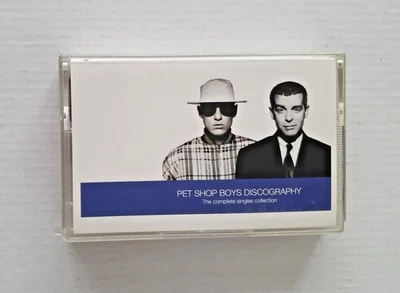 PET SHOP BOYS DISCOGRAPHY
The complete singles collection